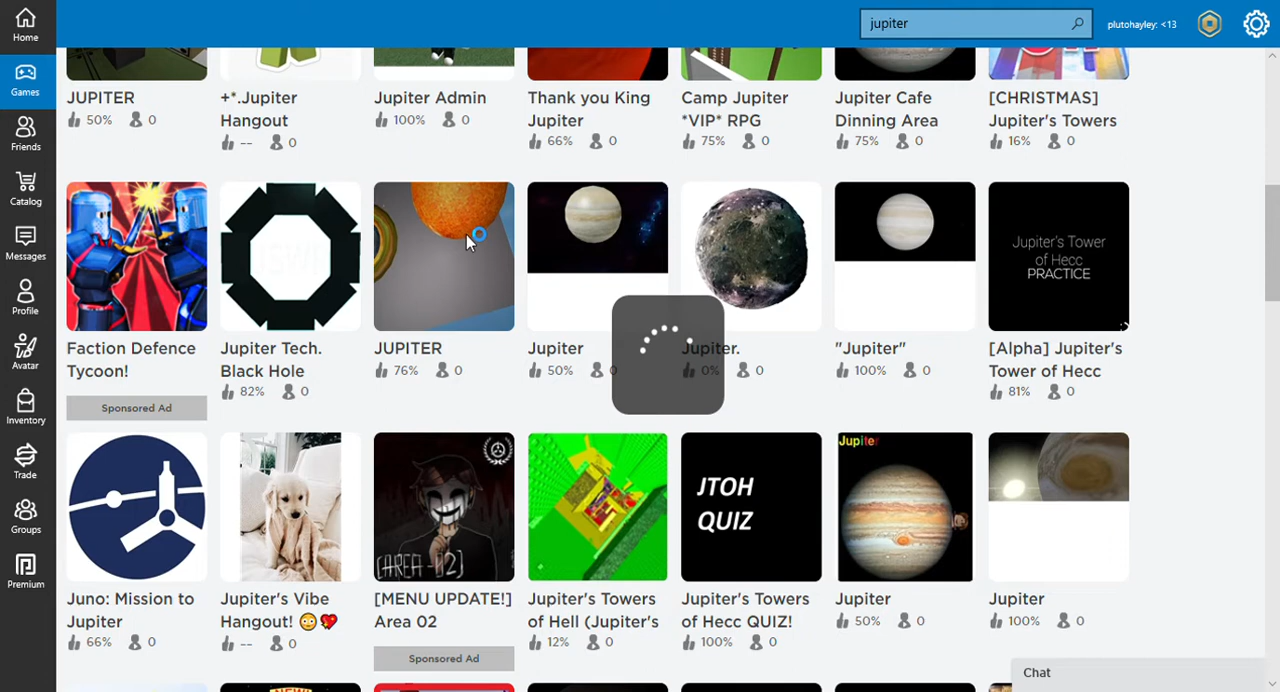 Home
Games
Friends
Catalog
Messages
Profile
Avatar
Inventory
Trade
Groups
Premium
jupiter
plutohayley: <13
JUPITER
50% 0
+*.Jupiter
Hangout
-- 0
Jupiter Admin
100% 0
Thank you King
Jupiter
66% 0
Camp Jupiter
*VIP* RPG
75% 0
Jupiter Cafe
Dinning Area
75% 0
[CHRISTMAS]
Jupiter's Towers
16% 0
Faction Defence
Tycoon!
Sponsored Ad
Jupiter Tech.
Black Hole
82% 0
JUPITER
76% 0
Jupiter
50% 0
Jupiter.
0% 0
"Jupiter"
100% 0
Jupiter's Tower
of Hecc
PRACTICE
[Alpha] Jupiter's
Tower of Hecc
81% 0
Juno: Mission to
Jupiter
66% 0
Jupiter's Vibe
Hangout! 😳💖
-- 0
[AREA-02]
[MENU UPDATE!]
Area 02
Sponsored Ad
Jupiter's Towers
of Hell (Jupiter's
12% 0
JTOH
QUIZ
Jupiter's Towers
of Hecc QUIZ!
100% 0
Jupiter
Jupiter
50% 0
Jupiter
100% 0
Chat